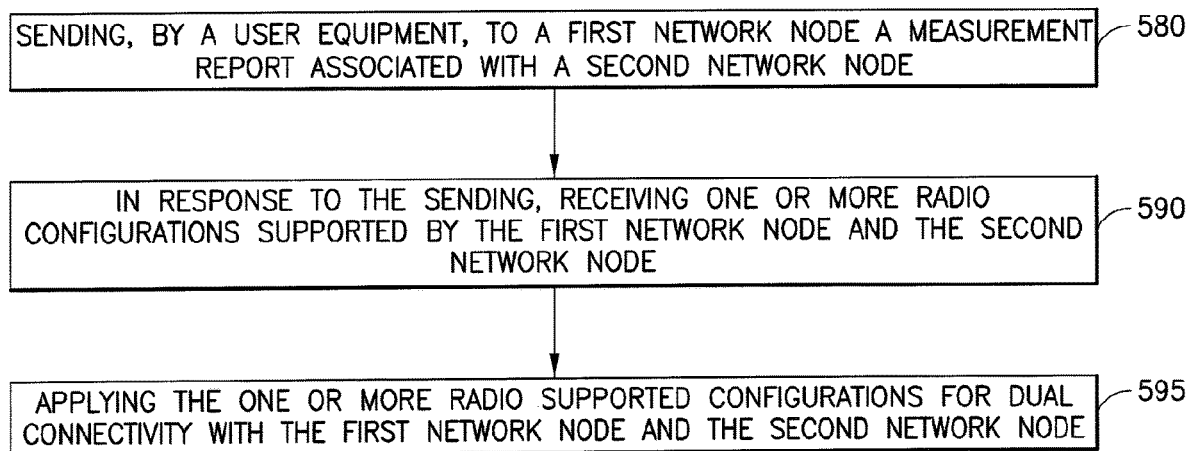 SENDING, BY A USER EQUIPMENT, TO A FIRST NETWORK NODE A MEASUREMENT
REPORT ASSOCIATED WITH A SECOND NETWORK NODE
580
IN RESPONSE TO THE SENDING, RECEIVING ONE OR MORE RADIO
CONFIGURATIONS SUPPORTED BY THE FIRST NETWORK NODE AND THE SECOND
NETWORK NODE
590
APPLYING THE ONE OR MORE RADIO SUPPORTED CONFIGURATIONS FOR DUAL
CONNECTIVITY WITH THE FIRST NETWORK NODE AND THE SECOND NETWORK NODE
595